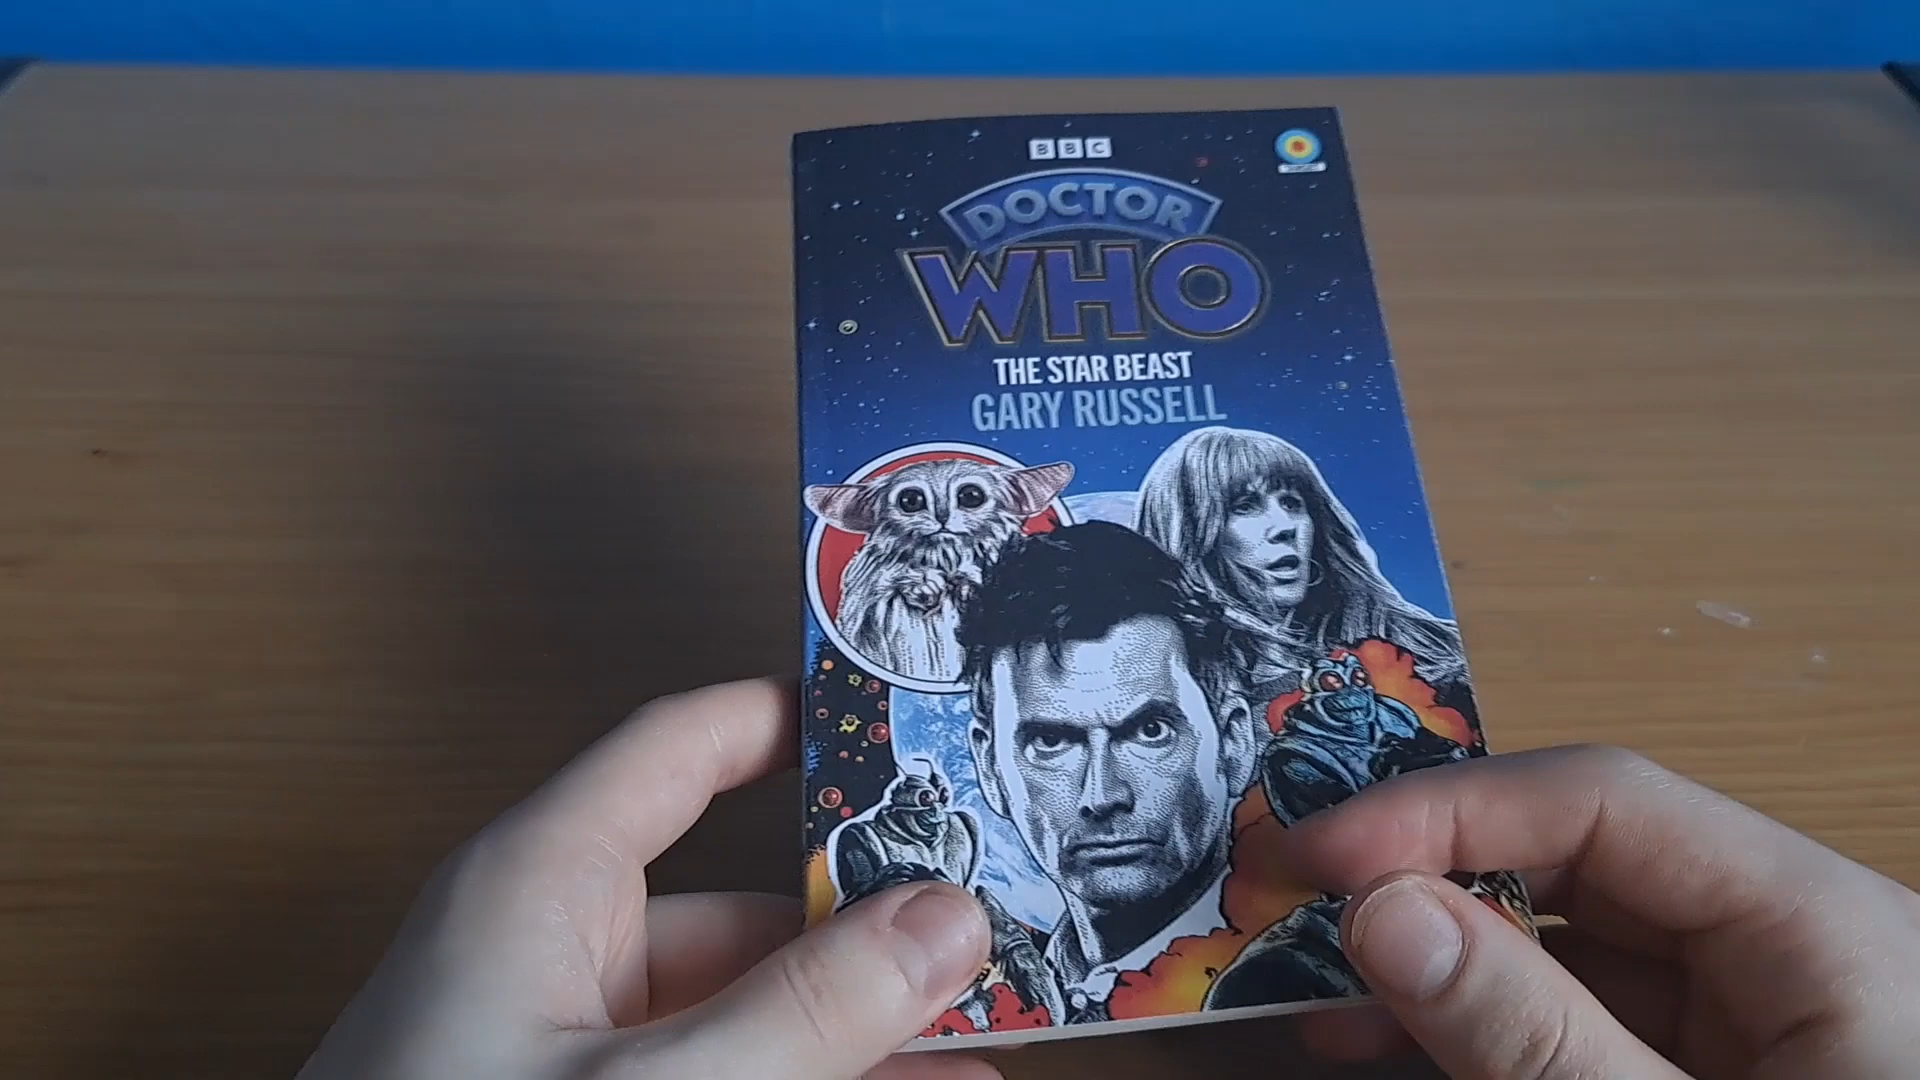 BBC
DOCTOR
WHO
THE STAR BEAST
GARY RUSSELL